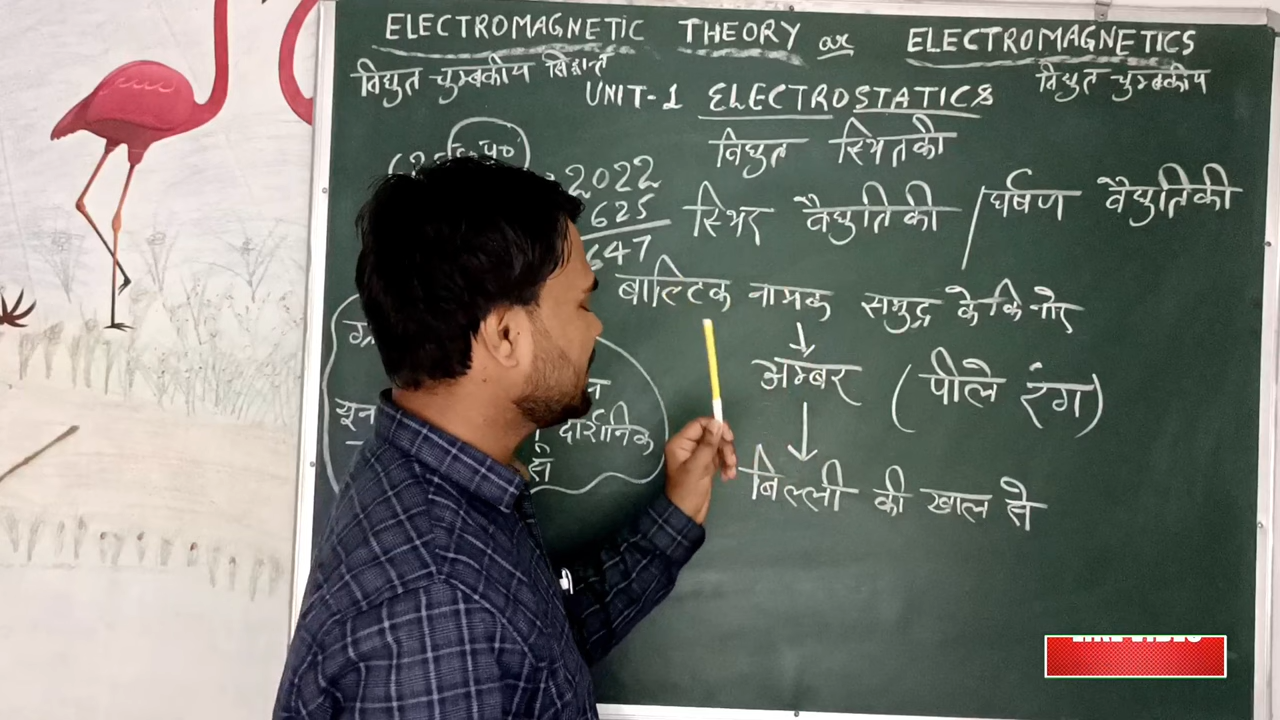 ELECTROMAGNETIC THEORY or ELECTROMAGNETICS
विद्युत चुम्बकीय सिद्धान्त विद्युत चुम्बकीय
UNIT-1 ELECTROSTATICS
विद्युत स्थितकी
2022
625
647
स्थिर वैद्युतिकी / घर्षण वैद्युतिकी
बाल्टिक नामक समुद्र के किनोर
↓
अम्बर (पीले रंग)
↓
दार्शनिक
से
बिल्ली की खाल से